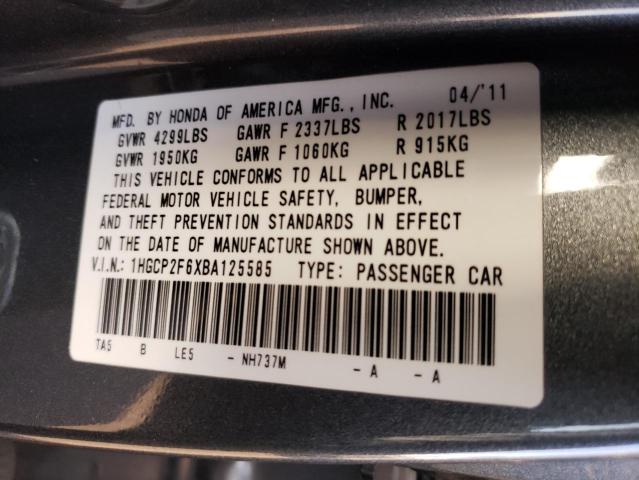 MFD. BY HONDA OF AMERICA MFG., INC. 04/'11
GVWR 4299LBS GAWR F 2337LBS R 2017LBS
GVWR 1950KG GAWR F 1060KG R 915KG
THIS VEHICLE CONFORMS TO ALL APPLICABLE
FEDERAL MOTOR VEHICLE SAFETY, BUMPER,
AND THEFT PREVENTION STANDARDS IN EFFECT
ON THE DATE OF MANUFACTURE SHOWN ABOVE.
V.I.N.: 1HGCP2F6XBA125585 TYPE: PASSENGER CAR
TA5 B LE5 - NH737M - A - A